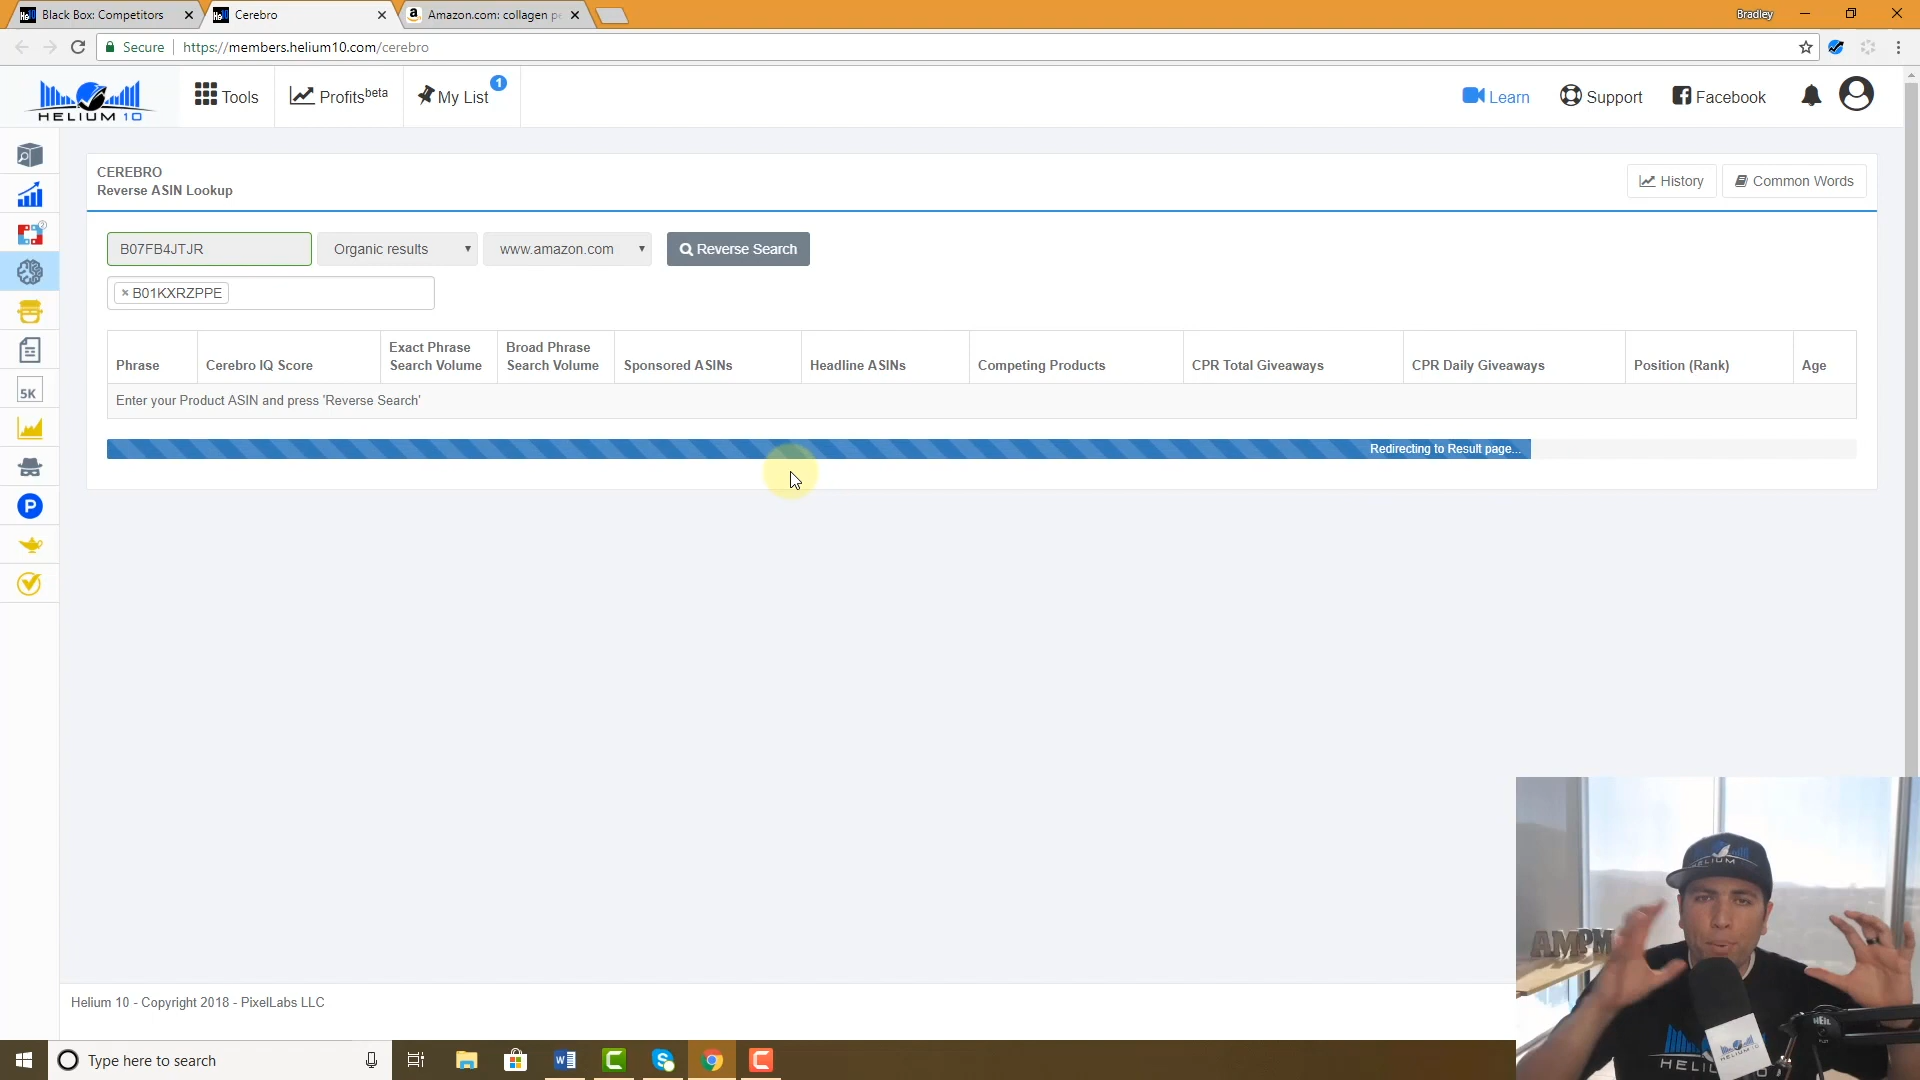 Black Box: Competitors
Cerebro
Amazon.com: collagen pe
Bradley
Secure
https://members.helium10.com/cerebro
HELIUM 10
Tools
Profits beta
My List
1
Learn
Support
Facebook
CEREBRO
Reverse ASIN Lookup
History
Common Words
B07FB4JTJR
Organic results
www.amazon.com
Reverse Search
× B01KXRZPPE
Phrase
Cerebro IQ Score
Exact Phrase
Search Volume
Broad Phrase
Search Volume
Sponsored ASINs
Headline ASINs
Competing Products
CPR Total Giveaways
CPR Daily Giveaways
Position (Rank)
Age
Enter your Product ASIN and press 'Reverse Search'
Redirecting to Result page...
5K
P
AMPM
Helium 10 - Copyright 2018 - PixelLabs LLC
Type here to search